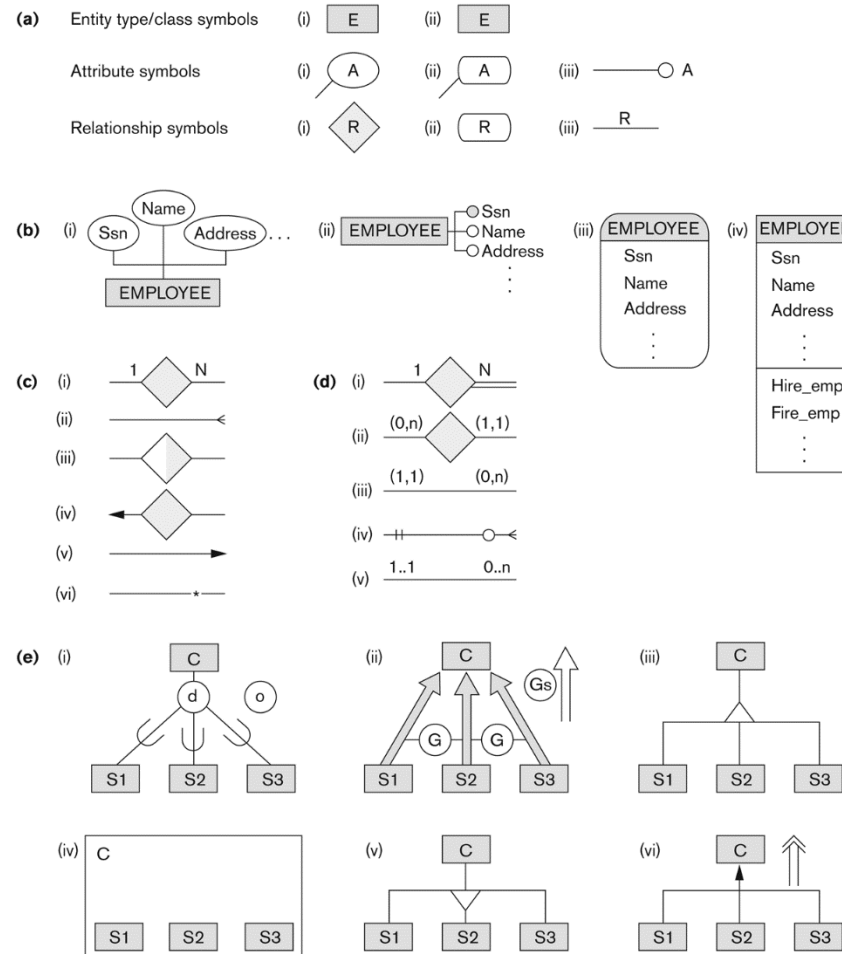 (a) Entity type/class symbols (i) E (ii) E
Attribute symbols (i) A (ii) A (iii) A
Relationship symbols (i) R (ii) R (iii) R
(b) (i) Ssn Name Address . . .
EMPLOYEE
(ii) EMPLOYEE Ssn
Name
Address
(iii) EMPLOYEE
Ssn
Name
Address
(iv) EMPLOYEE
Ssn
Name
Address
Hire_emp
Fire_emp
(c) (i) 1 N
(ii)
(iii)
(iv)
(v)
(vi) *
(d) (i) 1 N
(ii) (0,n) (1,1)
(iii) (1,1) (0,n)
(iv)
(v) 1..1 0..n
(e) (i) C
d o
S1 S2 S3
(ii) C
Gs
G G
S1 S2 S3
(iii) C
S1 S2 S3
(iv) C
S1 S2 S3
(v) C
S1 S2 S3
(vi) C
S1 S2 S3